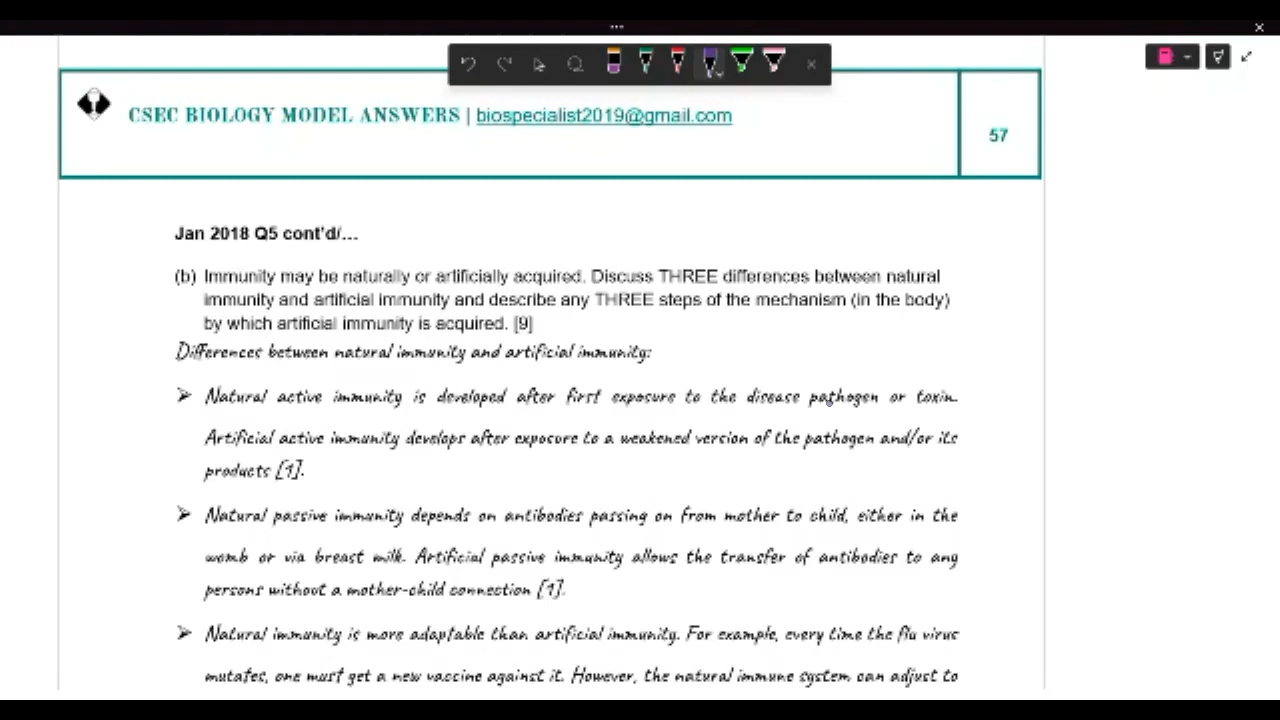 CSEC BIOLOGY MODEL ANSWERS | biospecialist2019@gmail.com
57
Jan 2018 Q5 cont'd/...
(b) Immunity may be naturally or artificially acquired. Discuss THREE differences between natural
immunity and artificial immunity and describe any THREE steps of the mechanism (in the body)
by which artificial immunity is acquired. [9]
Differences between natural immunity and artificial immunity:
➢ Natural active immunity is developed after first exposure to the disease pathogen or toxin.
Artificial active immunity develops after exposure to a weakened version of the pathogen and/or its
products [1].
➢ Natural passive immunity depends on antibodies passing on from mother to child, either in the
womb or via breast milk. Artificial passive immunity allows the transfer of antibodies to any
persons without a mother-child connection [1].
➢ Natural immunity is more adaptable than artificial immunity. For example, every time the flu virus
mutates, one must get a new vaccine against it. However, the natural immune system can adjust to